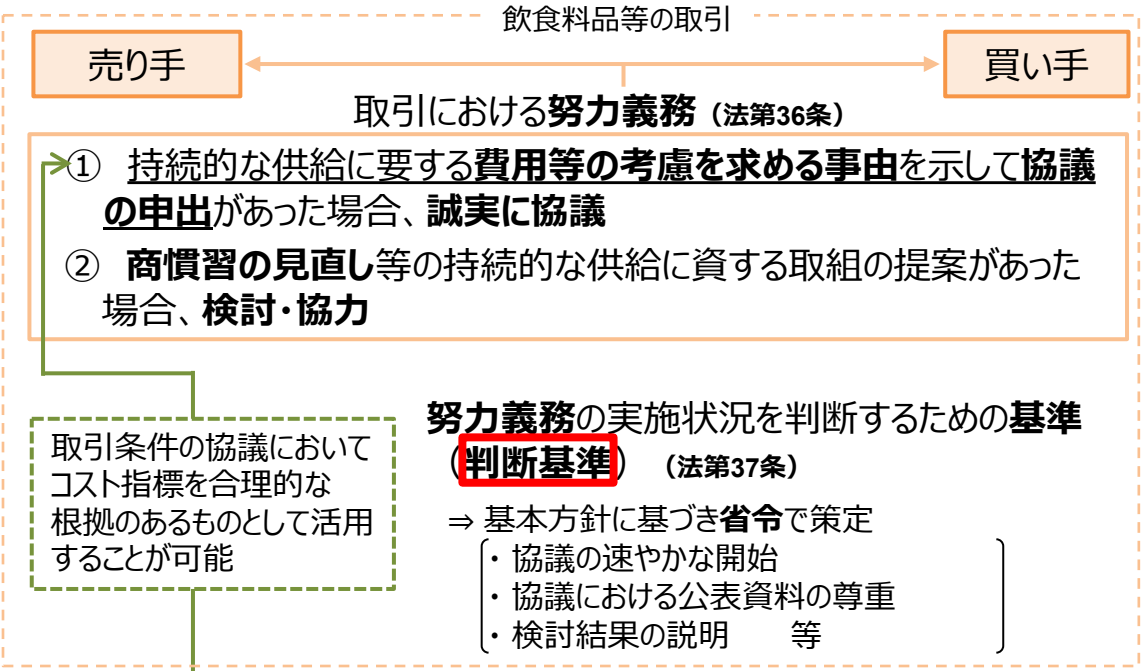 飲食料品等の取引
売り手
買い手
取引における努力義務（法第36条）
① 持続的な供給に要する費用等の考慮を求める事由を示して協議
の申出があった場合、誠実に協議
② 商慣習の見直し等の持続的な供給に資する取組の提案があった
場合、検討・協力
取引条件の協議において
コスト指標を合理的な
根拠のあるものとして活用
することが可能
努力義務の実施状況を判断するための基準
（判断基準）（法第37条）
⇒ 基本方針に基づき省令で策定
・ 協議の速やかな開始
・ 協議における公表資料の尊重
・ 検討結果の説明　等